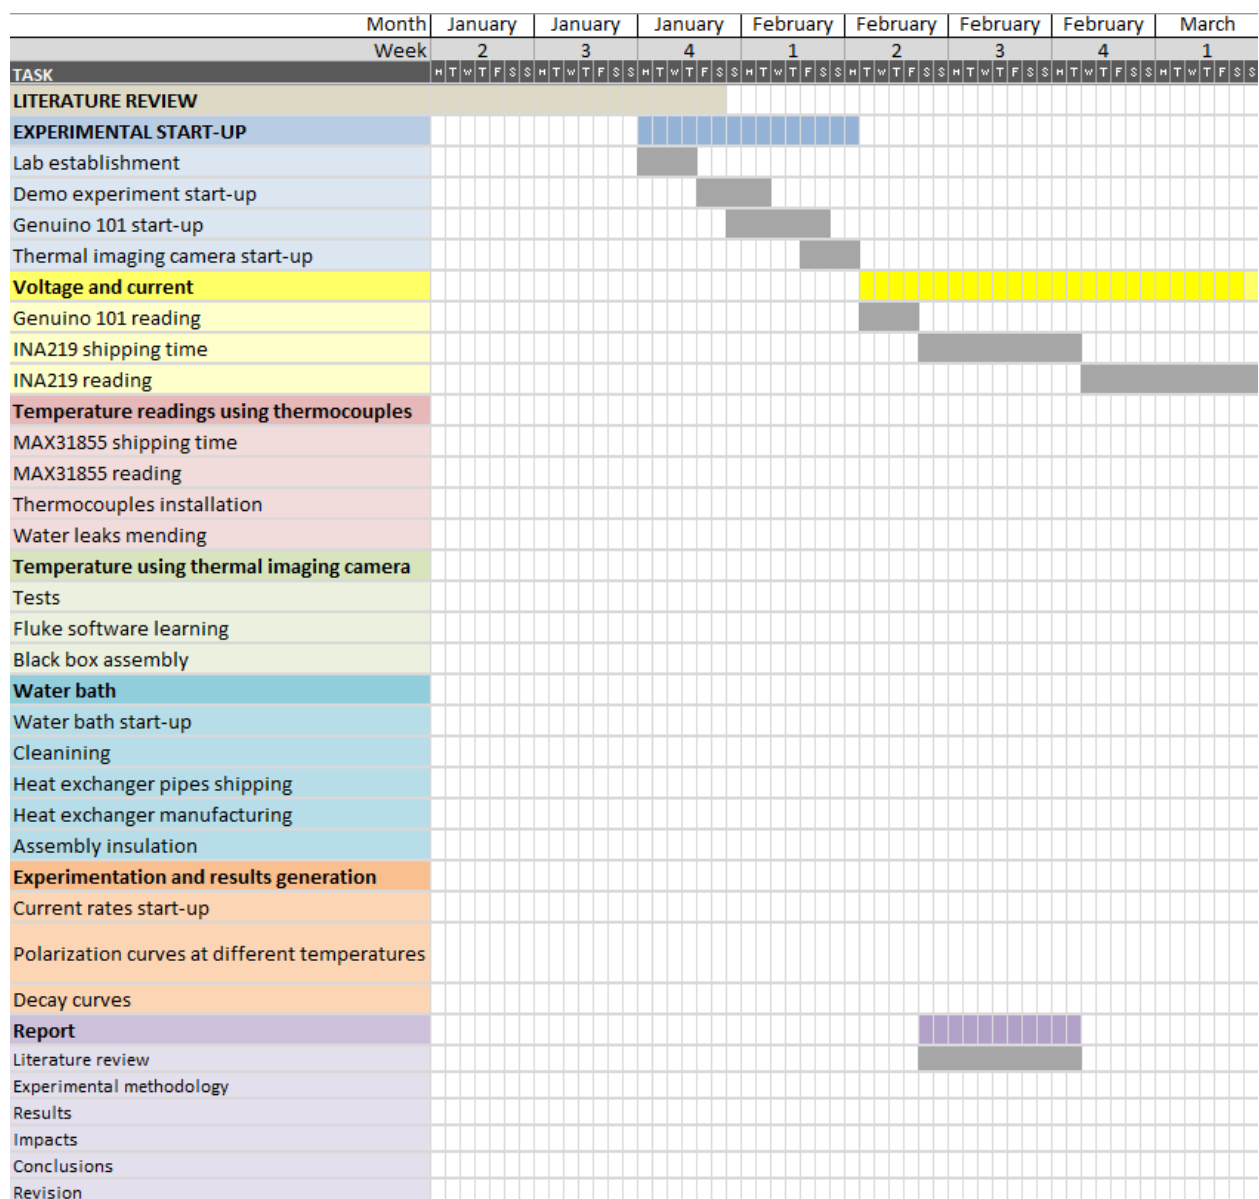 Month January January January February February February February March
Week 2 3 4 1 2 3 4 1
TASK M T W T F S S M T W T F S S M T W T F S S M T W T F S S M T W T F S S M T W T F S S M T W T F S S M T W T F S S
LITERATURE REVIEW
EXPERIMENTAL START-UP
Lab establishment
Demo experiment start-up
Genuino 101 start-up
Thermal imaging camera start-up
Voltage and current
Genuino 101 reading
INA219 shipping time
INA219 reading
Temperature readings using thermocouples
MAX31855 shipping time
MAX31855 reading
Thermocouples installation
Water leaks mending
Temperature using thermal imaging camera
Tests
Fluke software learning
Black box assembly
Water bath
Water bath start-up
Cleanining
Heat exchanger pipes shipping
Heat exchanger manufacturing
Assembly insulation
Experimentation and results generation
Current rates start-up
Polarization curves at different temperatures
Decay curves
Report
Literature review
Experimental methodology
Results
Impacts
Conclusions
Revision